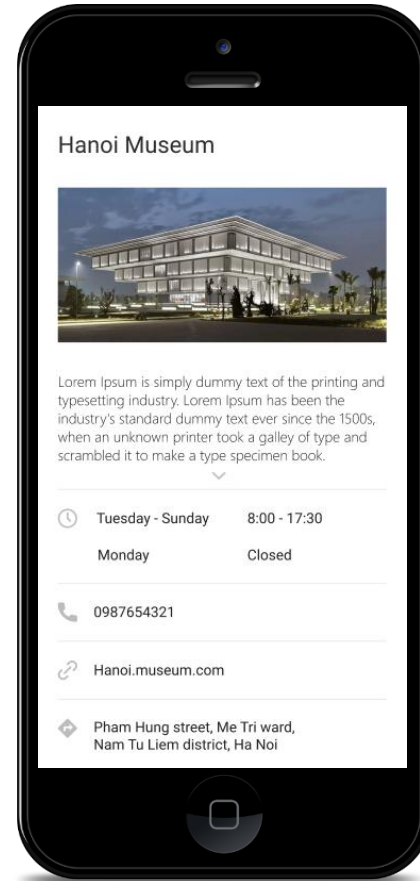 Hanoi Museum
Lorem Ipsum is simply dummy text of the printing and
typesetting industry. Lorem Ipsum has been the
industry's standard dummy text ever since the 1500s,
when an unknown printer took a galley of type and
scrambled it to make a type specimen book.
Tuesday - Sunday 8:00 - 17:30
Monday Closed
0987654321
Hanoi.museum.com
Pham Hung street, Me Tri ward,
Nam Tu Liem district, Ha Noi